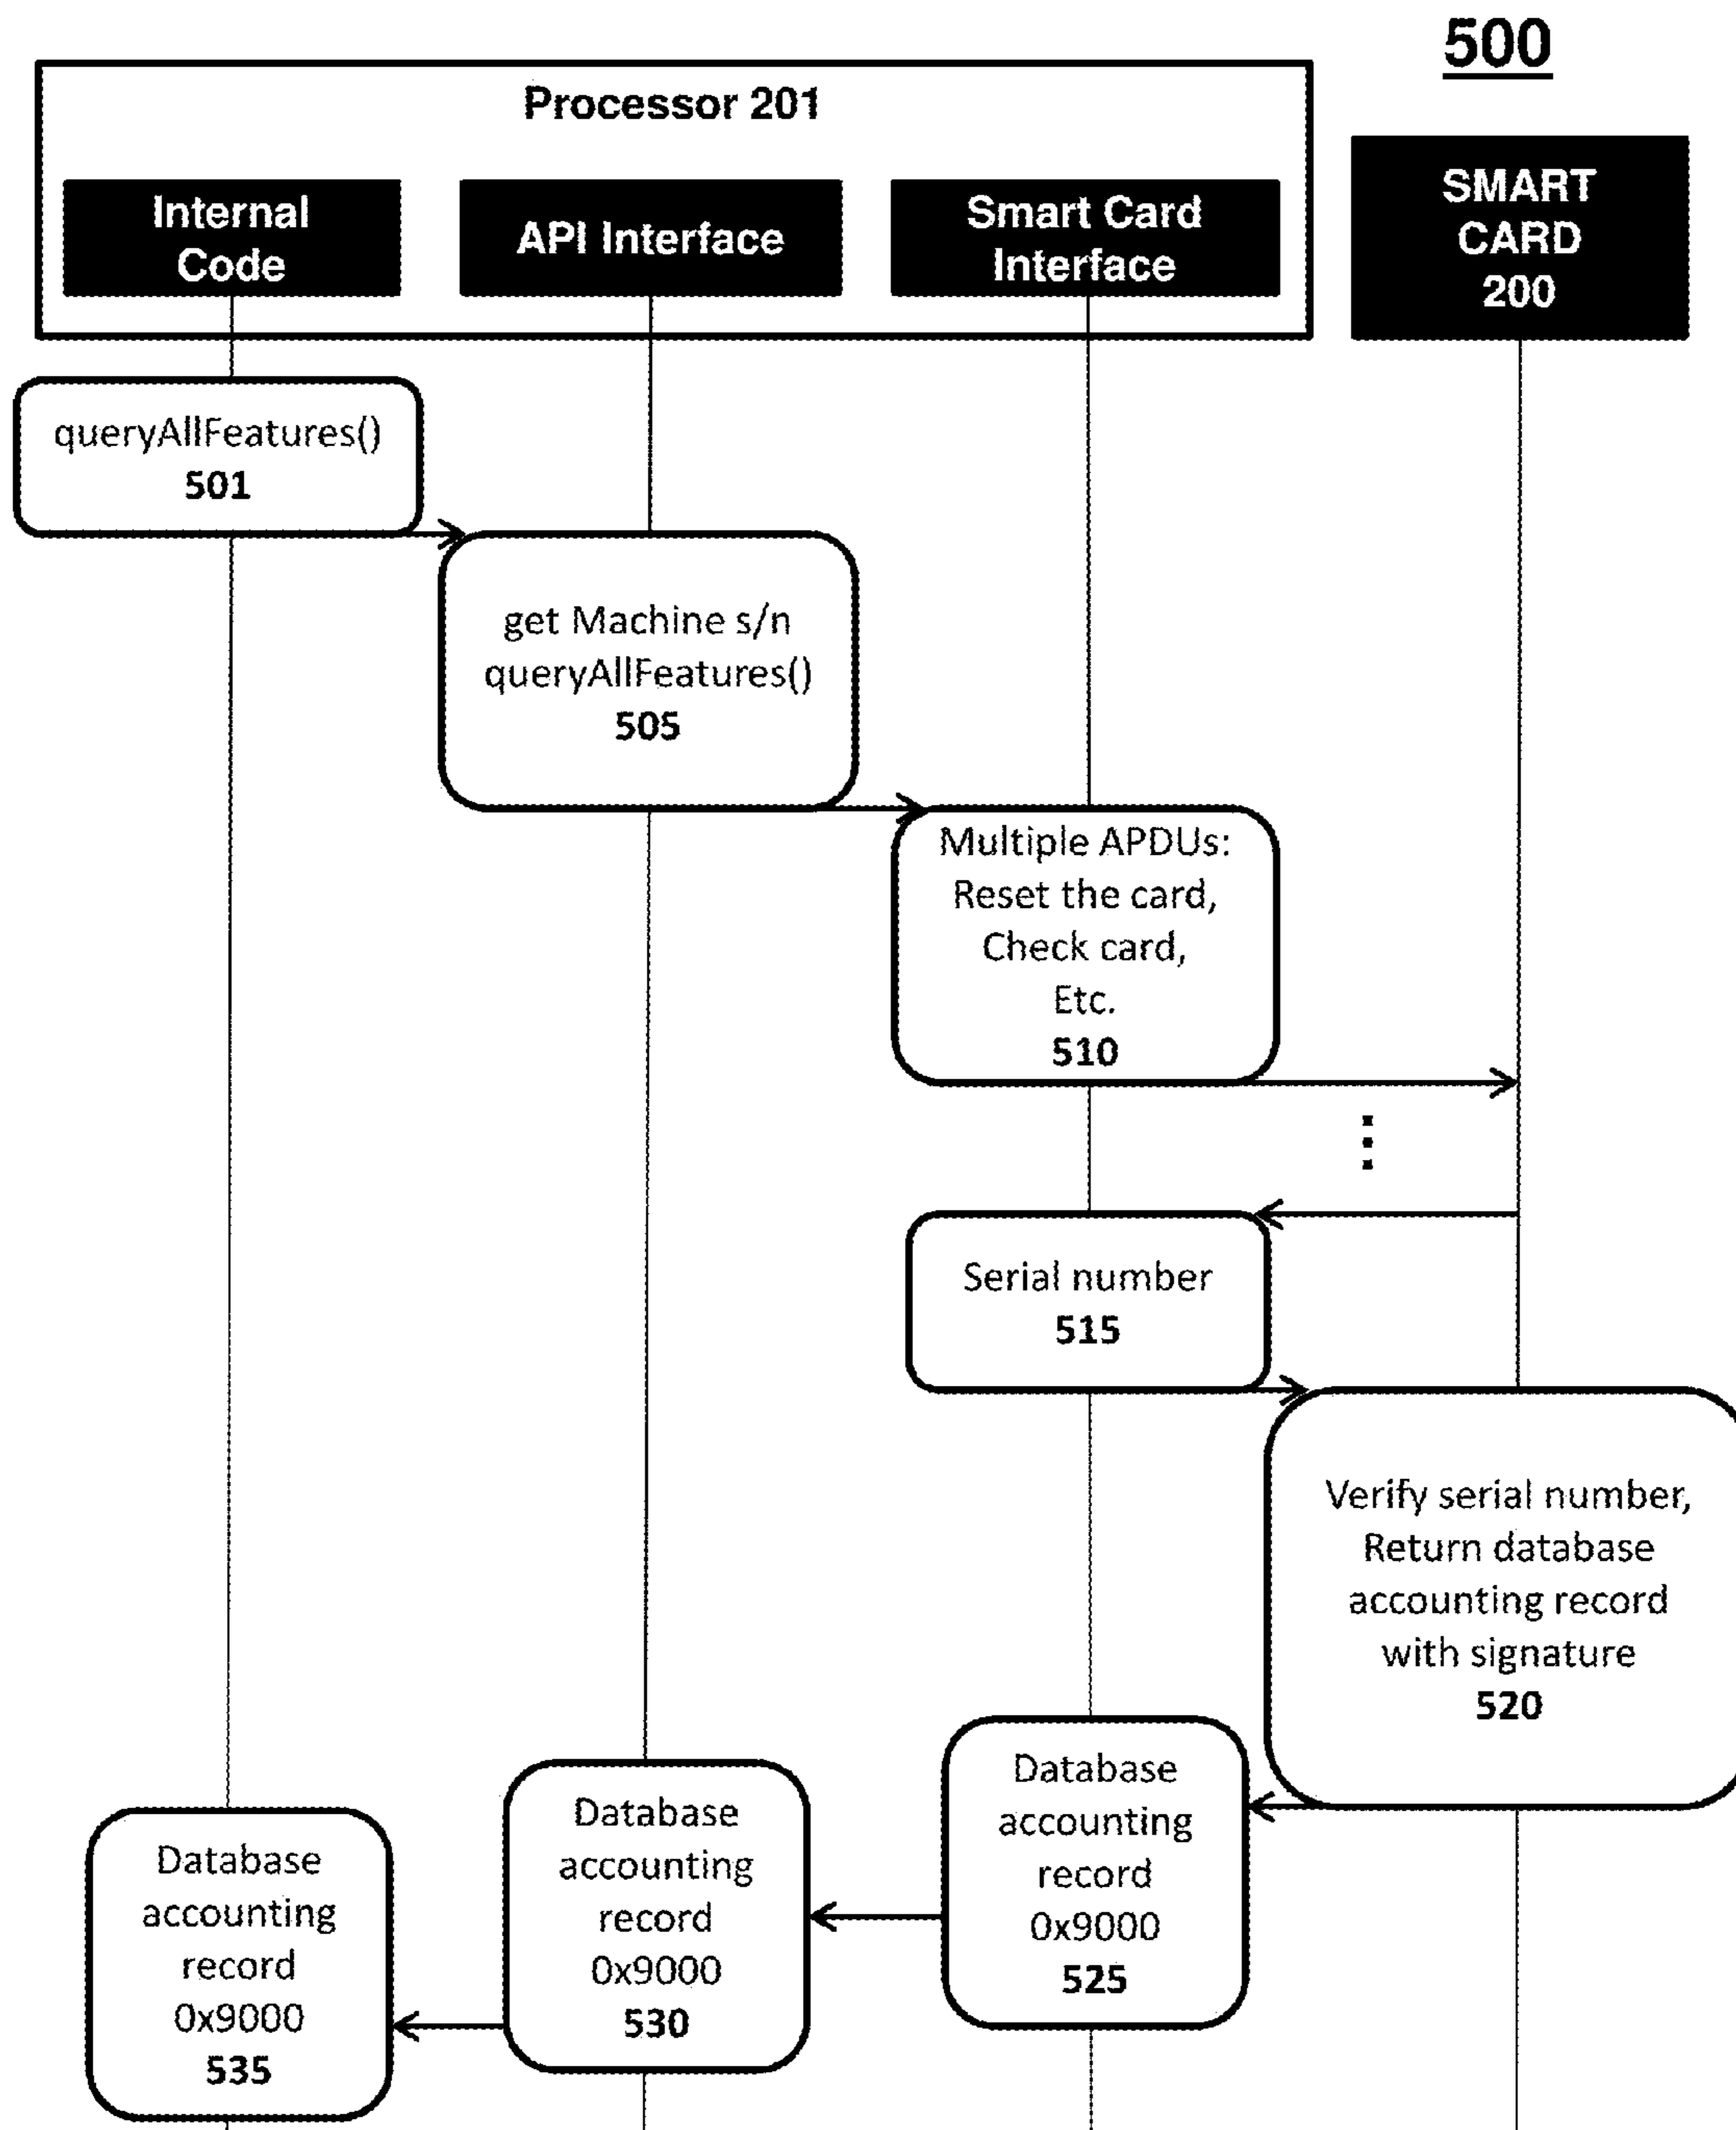 500
Processor 201
Internal
Code
API Interface
Smart Card
Interface
SMART
CARD
200
queryAllFeatures()
501
get Machine s/n
queryAllFeatures()
505
Multiple APDUs:
Reset the card,
Check card,
Etc.
510
Serial number
515
Verify serial number,
Return database
accounting record
with signature
520
Database
accounting
record
0x9000
525
Database
accounting
record
0x9000
530
Database
accounting
record
0x9000
535